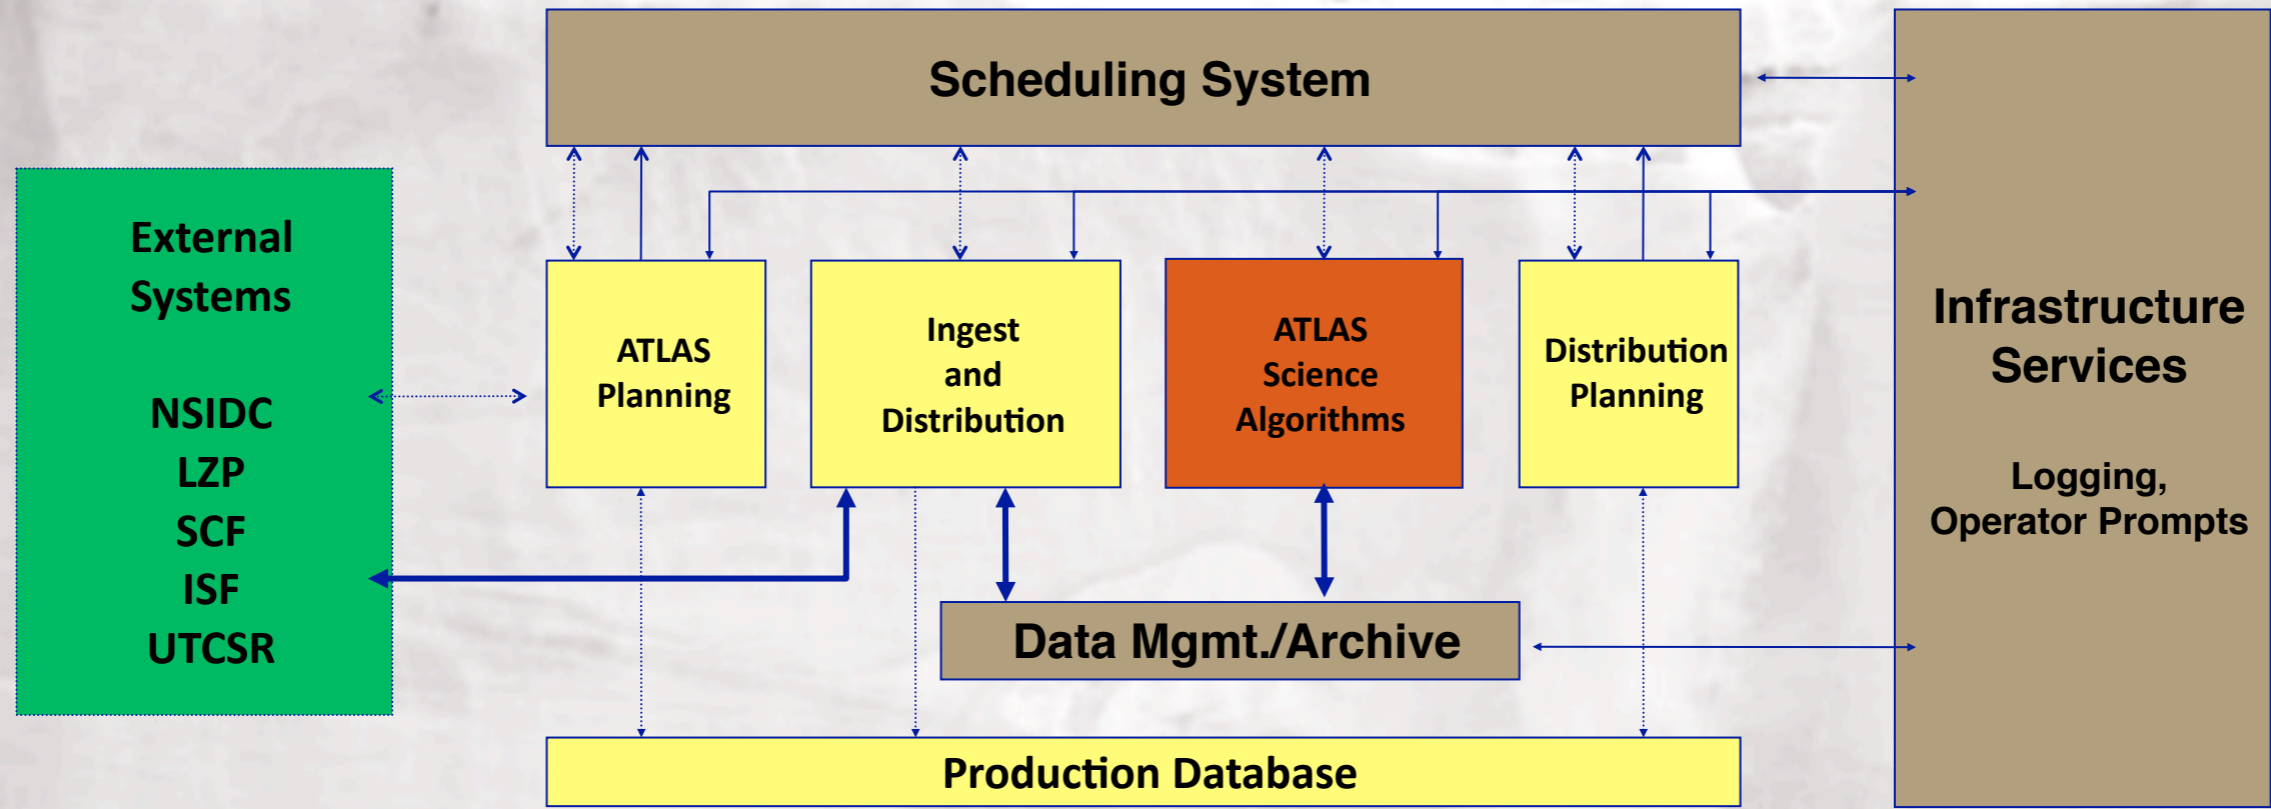 Scheduling System
External
Systems
NSIDC
LZP
SCF
ISF
UTCSR
ATLAS
Planning
Ingest
and
Distribution
ATLAS
Science
Algorithms
Distribution
Planning
Infrastructure
Services
Logging,
Operator Prompts
Data Mgmt./Archive
Production Database